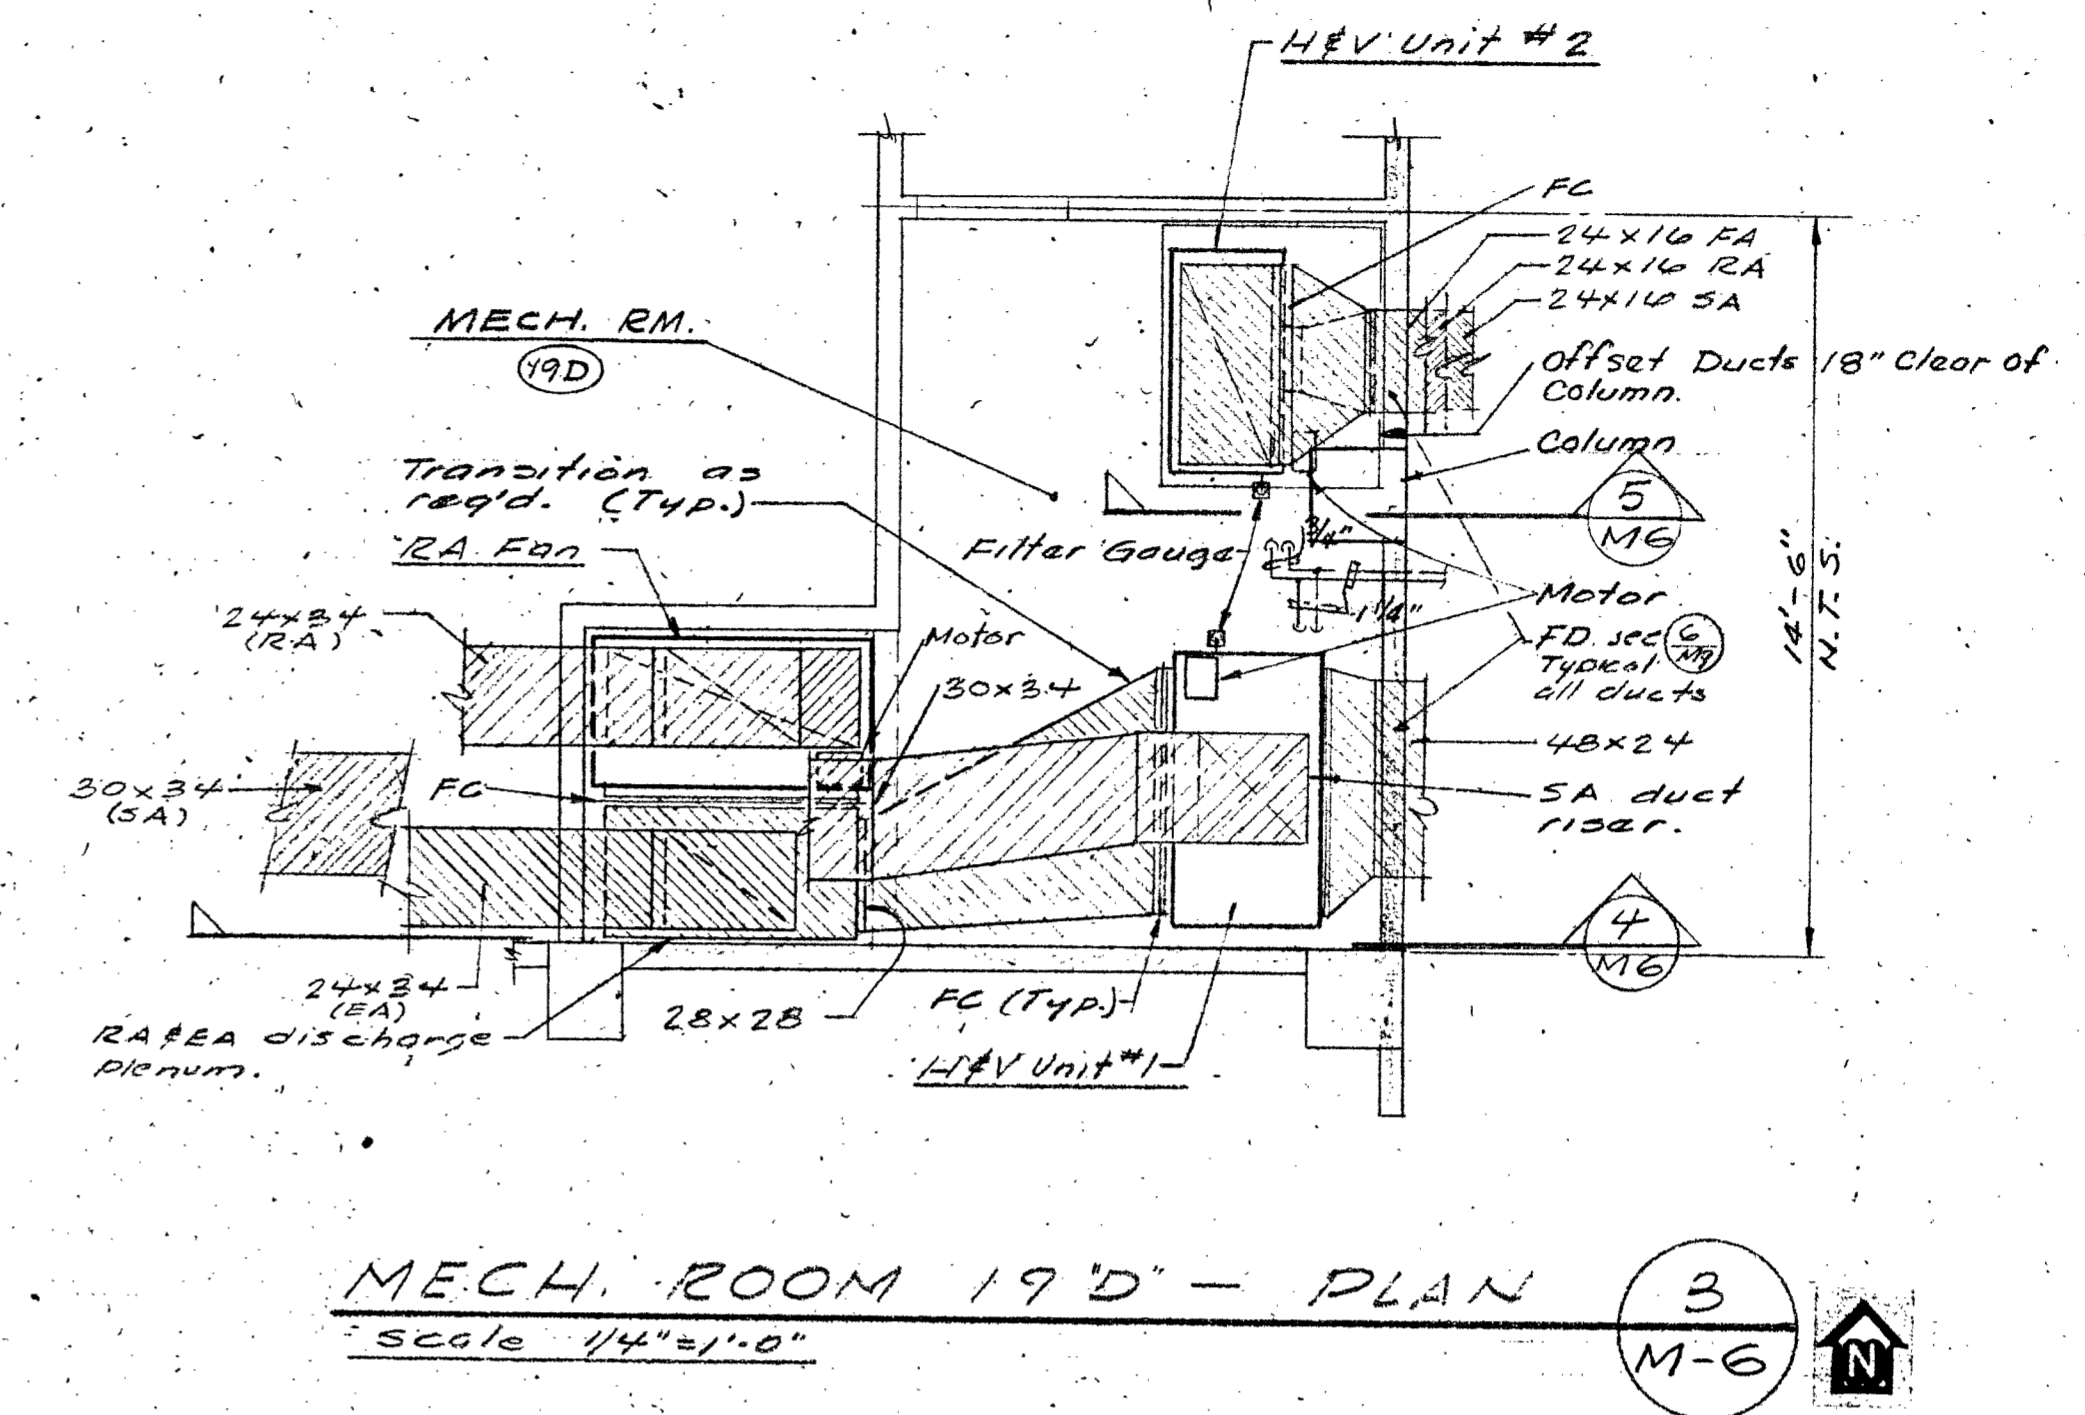 H&V Unit #2
FC
24x16 FA
24x16 RA
24x16 SA
Offset Ducts 18" Clear of
Column.
Column
5
M6
MECH. RM.
19D
Transition as
req'd. (Typ.)
RA Fan
Filter Gauge
3/4"
1 1/4"
Motor
FD. see 6
M9
Typical
all ducts
14'-6"
N.T.S.
24x34
(RA)
Motor
30x34
48x24
30x34
(SA)
FC
SA duct
riser.
4
M6
24x34
(EA)
RA & EA discharge
plenum.
28x28
FC (Typ.)
H&V Unit #1
MECH. ROOM 19 "D" — PLAN
scale 1/4"=1'-0"
3
M-6
N